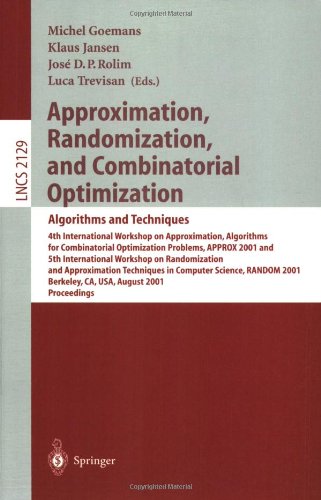 Michel Goemans
Klaus Jansen
José D. P. Rolim
Luca Trevisan (Eds.)
LNCS 2129
Approximation,
Randomization,
and Combinatorial
Optimization
Algorithms and Techniques
4th International Workshop on Approximation, Algorithms
for Combinatorial Optimization Problems, APPROX 2001 and
5th International Workshop on Randomization
and Approximation Techniques in Computer Science, RANDOM 2001
Berkeley, CA, USA, August 2001
Proceedings
Springer